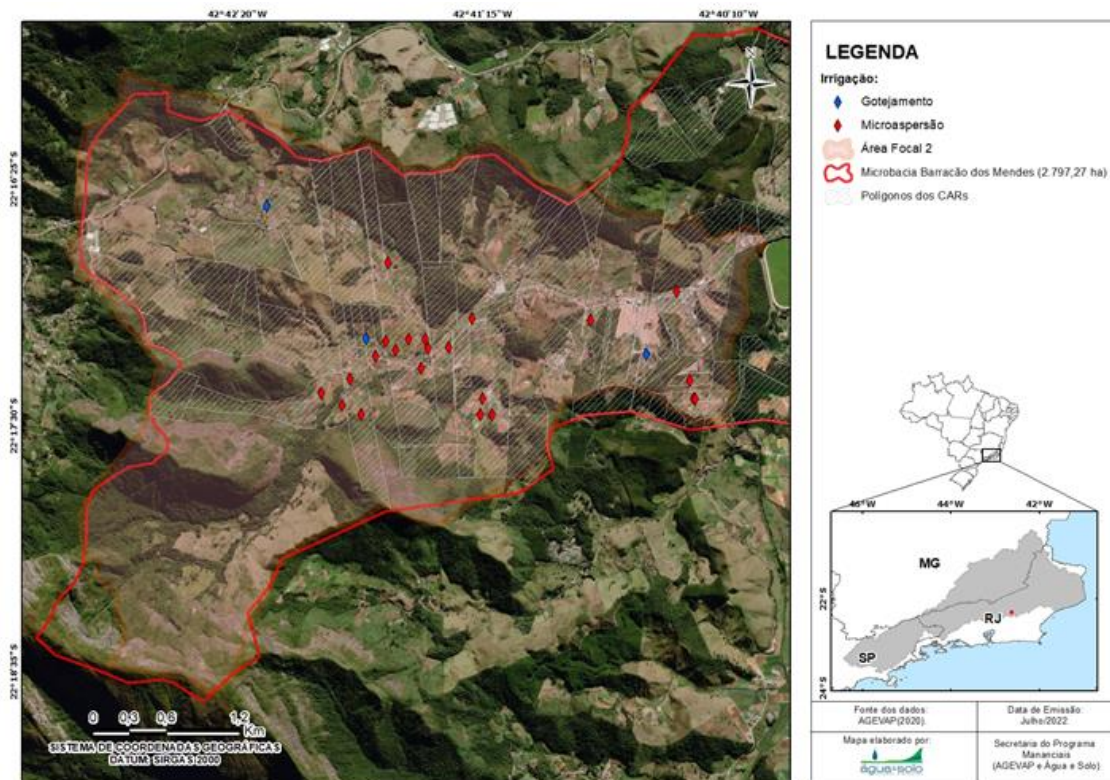 42°42'20"W
42°41'15"W
42°40'10"W
22°16'25"S
22°17'30"S
22°18'35"S
N
0 0,3 0,6 1,2
Km
SISTEMA DE COORDENADAS GEOGRÁFICAS
DATUM: SIRGAS 2000
LEGENDA
Irrigação:
Gotejamento
Microaspersão
Área Focal 2
Microbacia Barracão dos Mendes (2.797,27 ha)
Polígonos dos CARs
46°W
44°W
42°W
MG
RJ
SP
22°S
24°S
Fonte dos dados:
AGEVAP(2020).
Data de Emissão:
Julho/2022
Mapa elaborado por:
água e solo
Secretaria do Programa
Mananciais
(AGEVAP e Água e Solo)